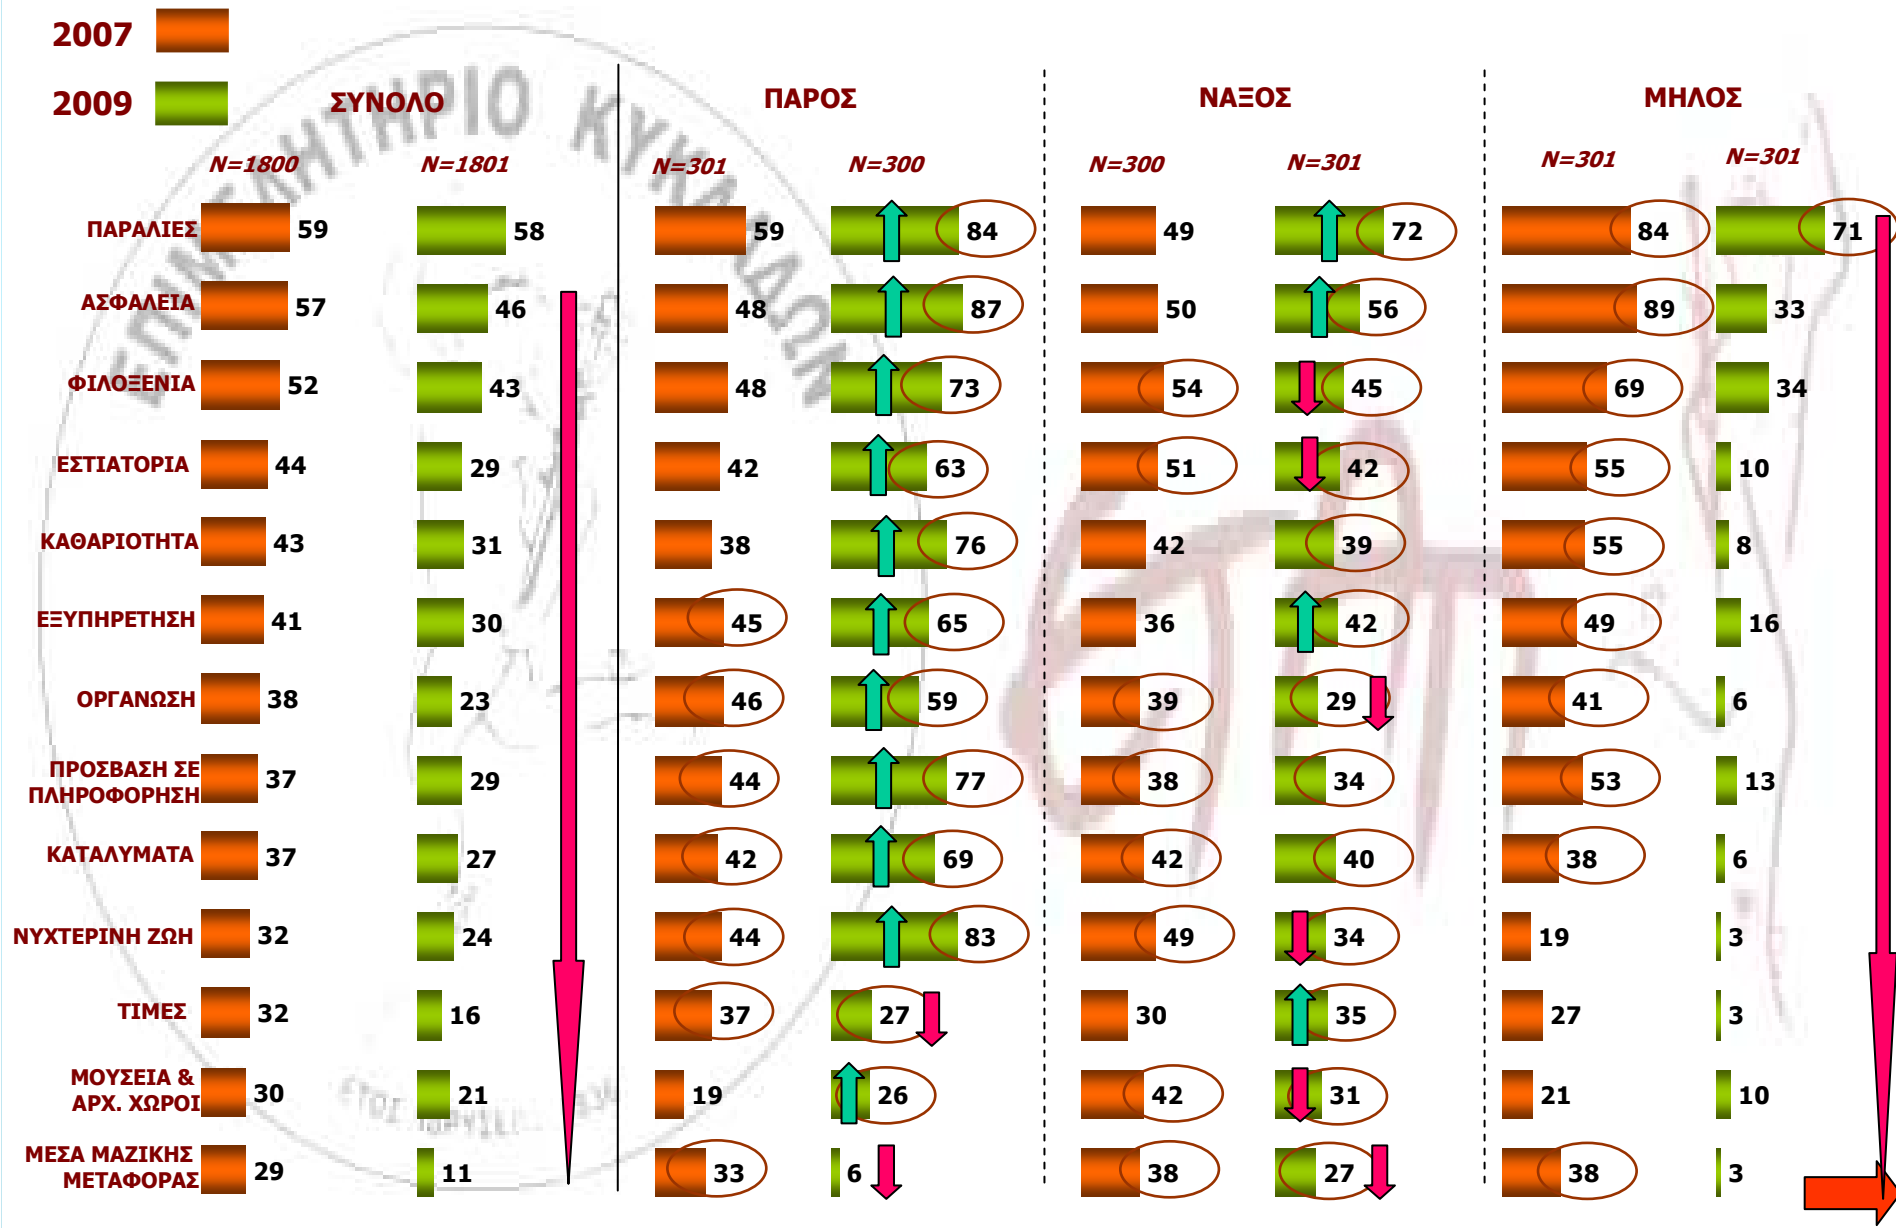 2007
2009
ΣΥΝΟΛΟ ΠΑΡΟΣ ΝΑΞΟΣ ΜΗΛΟΣ
N=1800 N=1801 N=301 N=300 N=300 N=301 N=301 N=301
ΠΑΡΑΛΙΕΣ 59 58 59 84 49 72 84 71
ΑΣΦΑΛΕΙΑ 57 46 48 87 50 56 89 33
ΦΙΛΟΞΕΝΙΑ 52 43 48 73 54 45 69 34
ΕΣΤΙΑΤΟΡΙΑ 44 29 42 63 51 42 55 10
ΚΑΘΑΡΙΟΤΗΤΑ 43 31 38 76 42 39 55 8
ΕΞΥΠΗΡΕΤΗΣΗ 41 30 45 65 36 42 49 16
ΟΡΓΑΝΩΣΗ 38 23 46 59 39 29 41 6
ΠΡΟΣΒΑΣΗ ΣΕ
ΠΛΗΡΟΦΟΡΗΣΗ 37 29 44 77 38 34 53 13
ΚΑΤΑΛΥΜΑΤΑ 37 27 42 69 42 40 38 6
ΝΥΧΤΕΡΙΝΗ ΖΩΗ 32 24 44 83 49 34 19 3
ΤΙΜΕΣ 32 16 37 27 30 35 27 3
ΜΟΥΣΕΙΑ &
ΑΡΧ. ΧΩΡΟΙ 30 21 19 26 42 31 21 10
ΜΕΣΑ ΜΑΖΙΚΗΣ
ΜΕΤΑΦΟΡΑΣ 29 11 33 6 38 27 38 3
ΕΠΙΜΕΛΗΤΗΡΙΟ ΚΥΚΛΑΔΩΝ